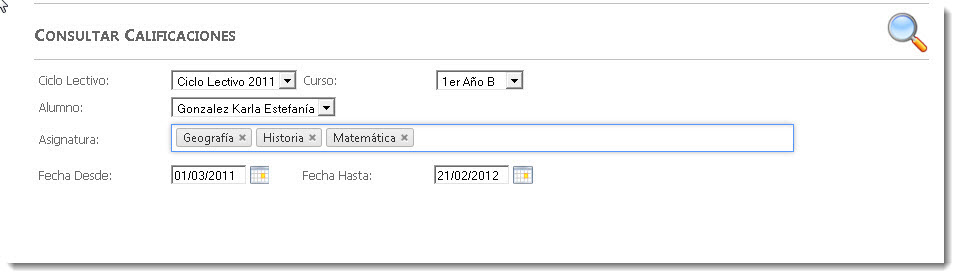 CONSULTAR CALIFICACIONES
Ciclo Lectivo: Ciclo Lectivo 2011 Curso: 1er Año B
Alumno: Gonzalez Karla Estefanía
Asignatura: Geografía × Historia × Matemática ×
Fecha Desde: 01/03/2011 Fecha Hasta: 21/02/2012